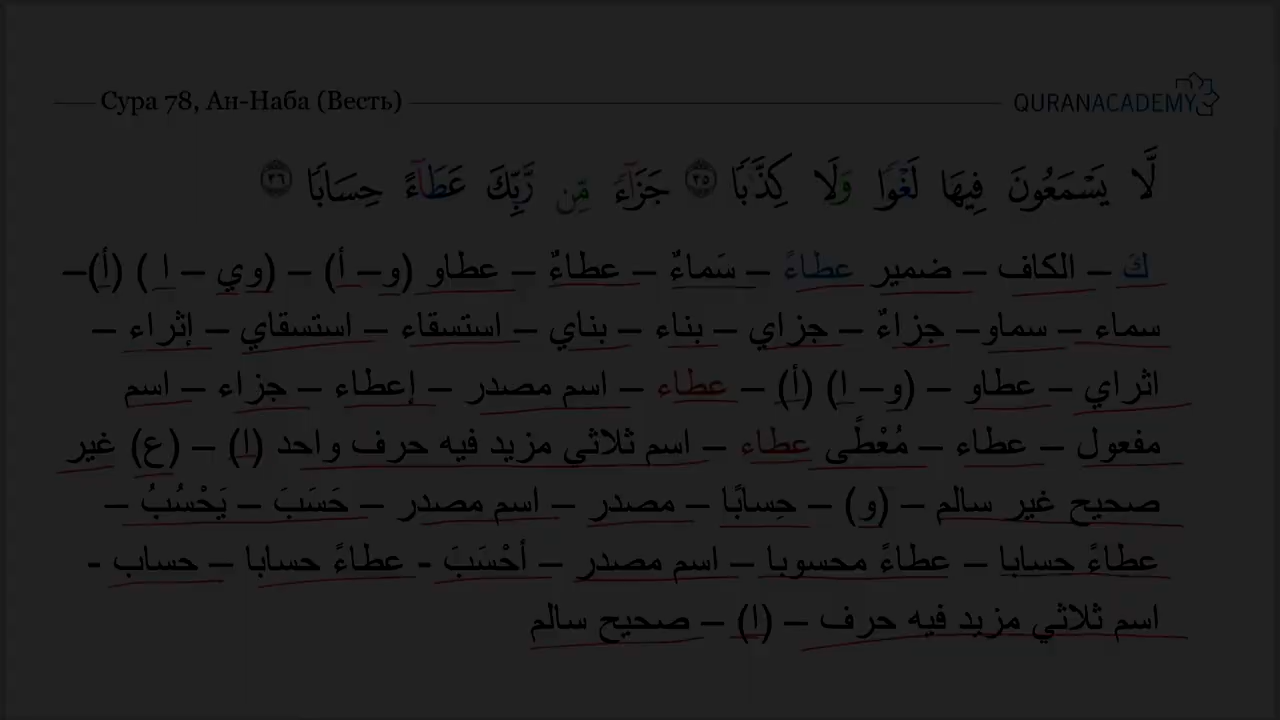 Сура 78, Ан-Наба (Весть)
QURANACADEMY
لَّا يَسْمَعُونَ فِيهَا لَغْوًا وَلَا كِذَّٰبًا ٣٥ جَزَآءً مِّن رَّبِّكَ عَطَآءً حِسَابًا ٣٦
كَ – الكاف – ضمير عطاءً – سَماءٌ – عطاءٌ – عطاو (و – أ) – (وي – ا ) (أ) –
سماء – سماو – جزاءٌ – جزاي – بناء – بناي – استسقاء – استسقاي – إثراء –
اثراي – عطاو – (و – ا) (أ) – عطاء – اسم مصدر – إعطاء – جزاء – اسم
مفعول – عطاء – مُعْطًى عطاء – اسم ثلاثي مزيد فيه حرف واحد (ا) – (ع) غير
صحيح غير سالم – (و) – حِسابًا – مصدر – اسم مصدر – حَسَبَ – يَحْسُبُ –
عطاءً حسابا – عطاءً محسوبا – اسم مصدر – أحْسَبَ - عطاءً حسابا – حساب -
اسم ثلاثي مزيد فيه حرف – (ا) – صحيح سالم